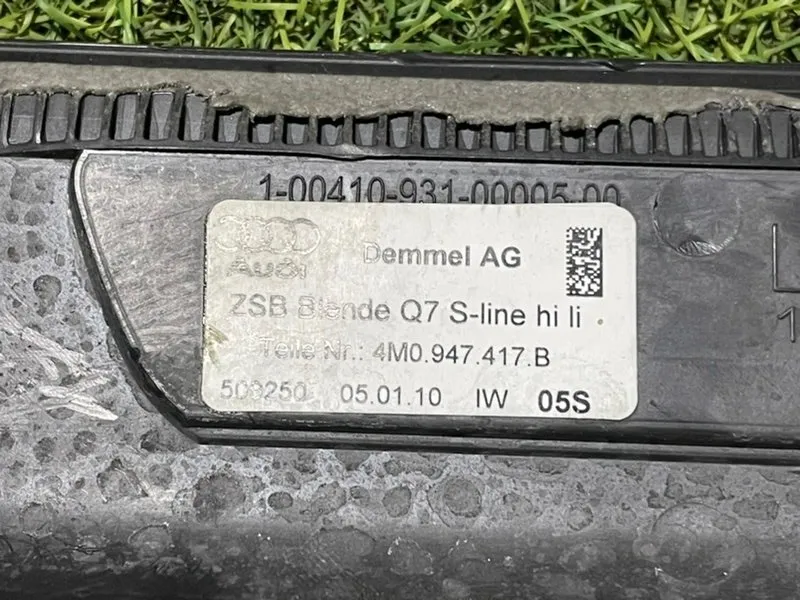 1-00410-931-00005-00
Audi
Demmel AG
ZSB Blende Q7 S-line hi li
Teile Nr.: 4M0.947.417.B
05.01.10 IW 05S
L
1